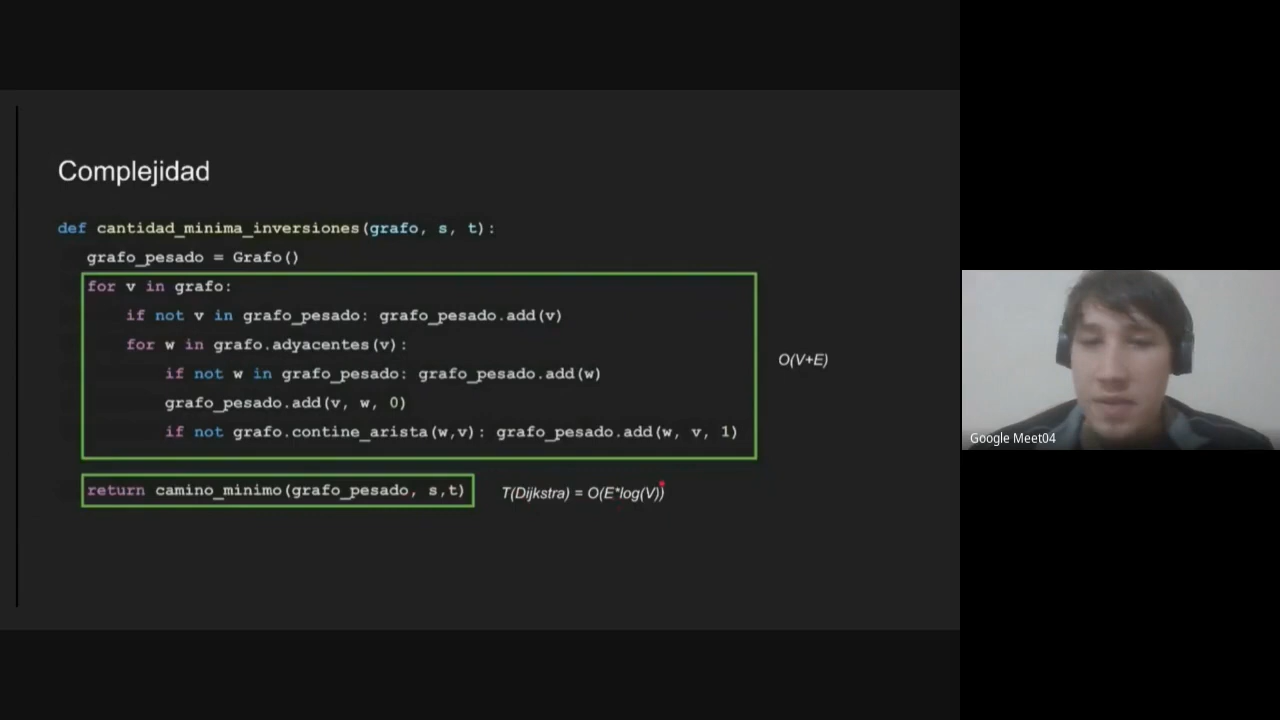 Complejidad
def cantidad_minima_inversiones(grafo, s, t):
grafo_pesado = Grafo()
for v in grafo:
if not v in grafo_pesado: grafo_pesado.add(v)
for w in grafo.adyacentes(v):
if not w in grafo_pesado: grafo_pesado.add(w)
grafo_pesado.add(v, w, 0)
if not grafo.contine_arista(w,v): grafo_pesado.add(w, v, 1)
O(V+E)
return camino_minimo(grafo_pesado, s,t)
T(Dijkstra) = O(E*log(V))
Google Meet04